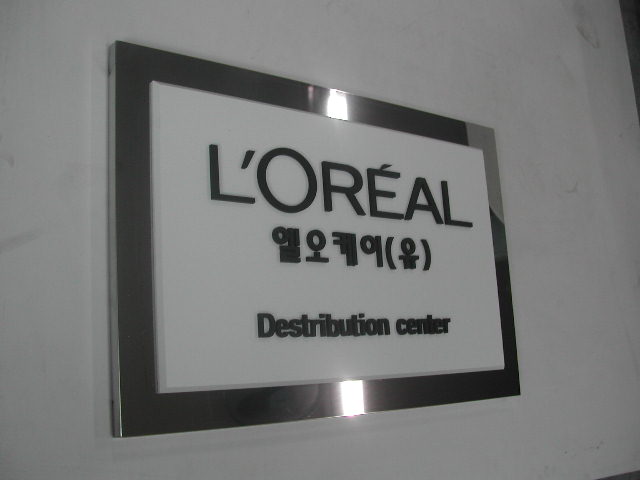 L'ORÉAL
엘오케이(유)
Destribution center